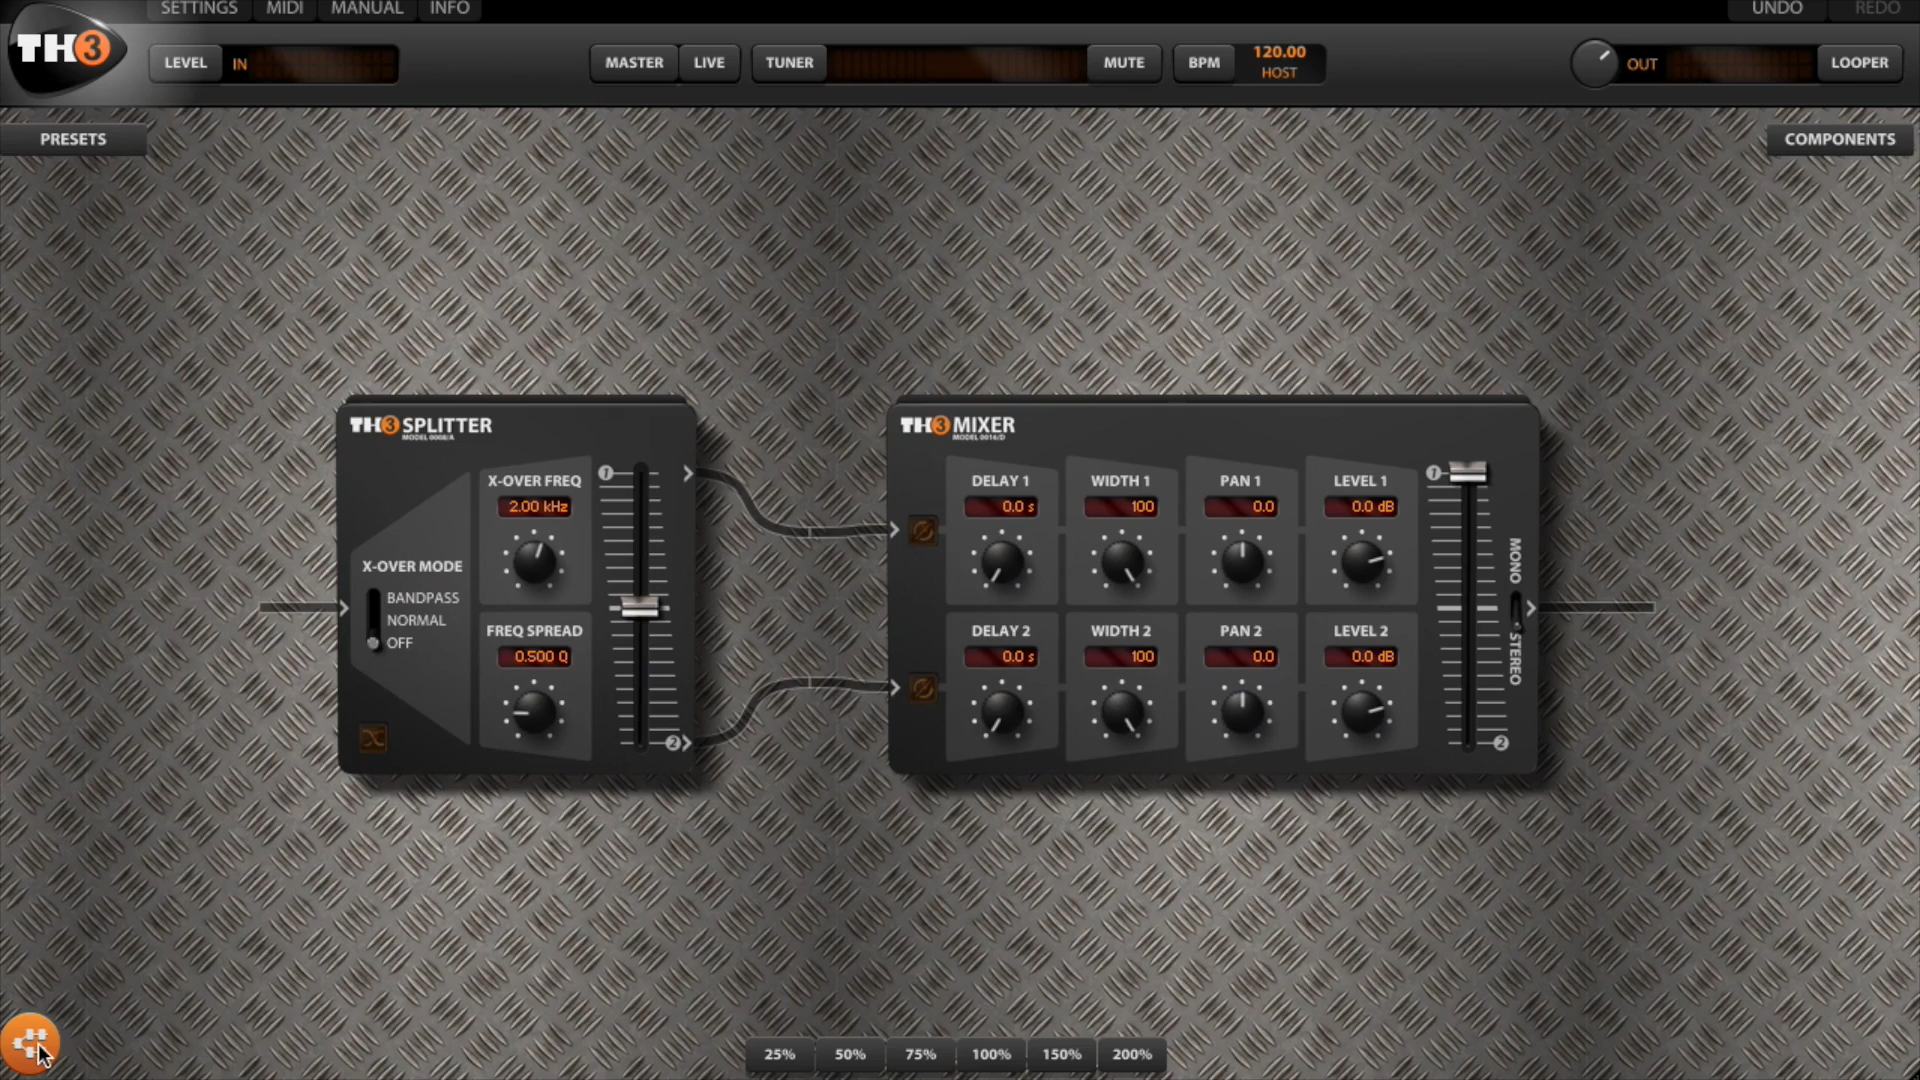 SETTINGS MIDI MANUAL INFO UNDO REDO
TH3 LEVEL IN MASTER LIVE TUNER MUTE BPM 120.00 HOST OUT LOOPER
PRESETS COMPONENTS
TH3 SPLITTER
MODEL 0008/A
X-OVER MODE
BANDPASS
NORMAL
OFF
X-OVER FREQ
2.00 kHz
FREQ SPREAD
0.500 Q
1
2
TH3 MIXER
MODEL 0016/D
DELAY 1 WIDTH 1 PAN 1 LEVEL 1
0.0 s 100 0.0 0.0 dB
DELAY 2 WIDTH 2 PAN 2 LEVEL 2
0.0 s 100 0.0 0.0 dB
1
2
MONO
STEREO
25% 50% 75% 100% 150% 200%